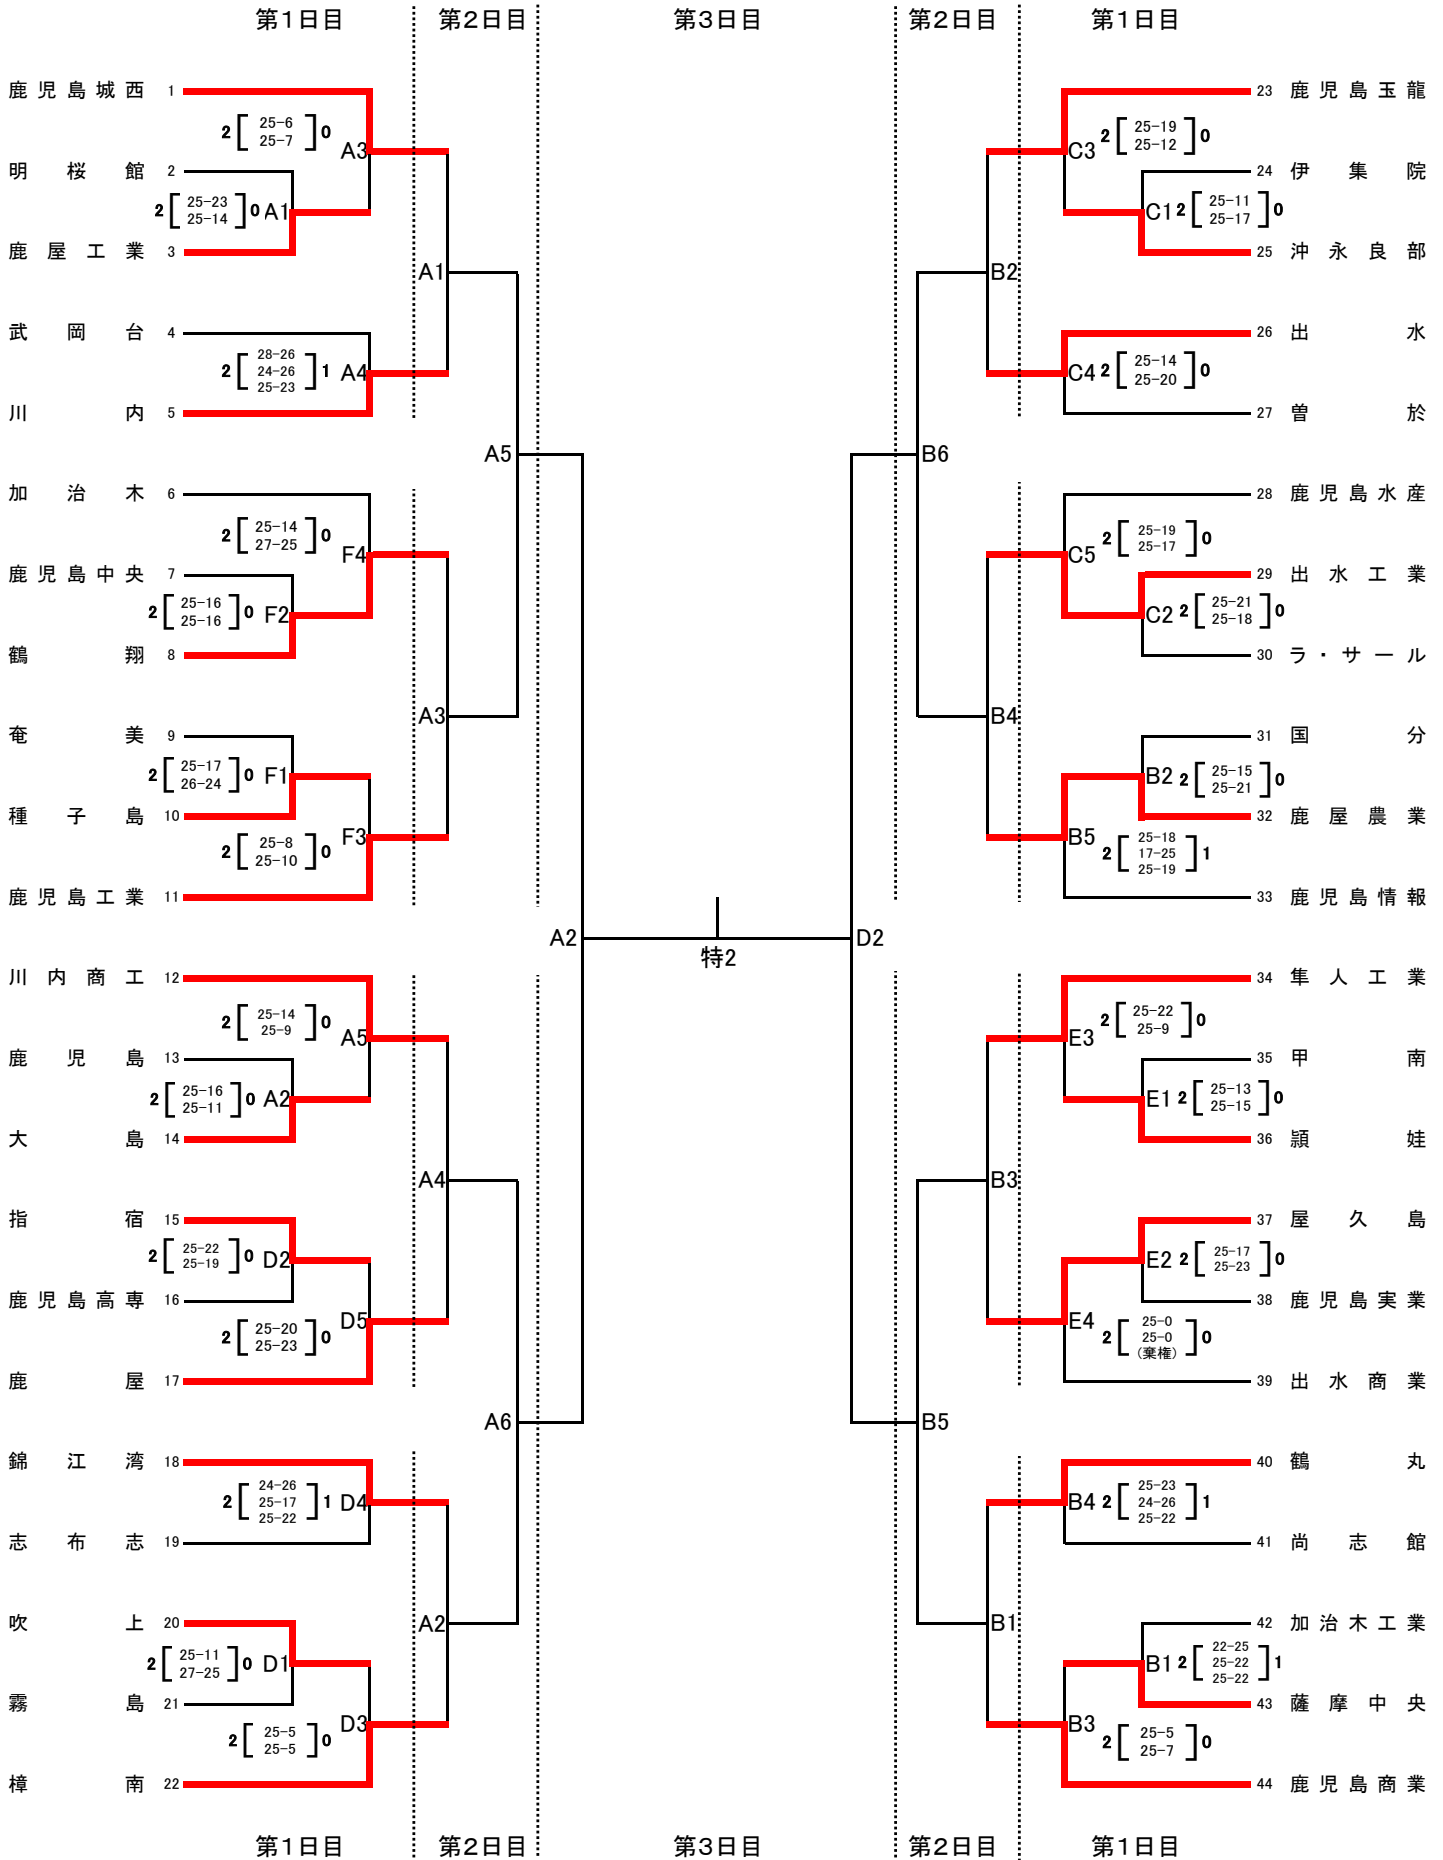 第1日目 第2日目 第3日目 第2日目 第1日目
鹿児島城西 1
2 [ 25-6 25-7 ] 0
A3
明桜館 2
2 [ 25-23 25-14 ] 0 A1
鹿屋工業 3
A1
武岡台 4
2 [ 28-26 24-26 25-23 ] 1 A4
川内 5
A5
加治木 6
2 [ 25-14 27-25 ] 0
F4
鹿児島中央 7
2 [ 25-16 25-16 ] 0 F2
鶴翔 8
A3
奄美 9
2 [ 25-17 26-24 ] 0 F1
種子島 10
2 [ 25-8 25-10 ] 0
F3
鹿児島工業 11
A2
川内商工 12
2 [ 25-14 25-9 ] 0
A5
鹿児島 13
2 [ 25-16 25-11 ] 0 A2
大島 14
A4
指宿 15
2 [ 25-22 25-19 ] 0 D2
鹿児島高専 16
2 [ 25-20 25-23 ] 0
D5
鹿屋 17
A6
錦江湾 18
2 [ 24-26 25-17 25-22 ] 1 D4
志布志 19
A2
吹上 20
2 [ 25-11 27-25 ] 0 D1
霧島 21
2 [ 25-5 25-5 ] 0
D3
樟南 22
特2
23 鹿児島玉龍
C3 2 [ 25-19 25-12 ] 0
24 伊集院
C1 2 [ 25-11 25-17 ] 0
25 沖永良部
B2
26 出水
C4 2 [ 25-14 25-20 ] 0
27 曽於
B6
28 鹿児島水産
C5 2 [ 25-19 25-17 ] 0
29 出水工業
C2 2 [ 25-21 25-18 ] 0
30 ラ・サール
B4
31 国分
B2 2 [ 25-15 25-21 ] 0
32 鹿屋農業
B5 2 [ 25-18 17-25 25-19 ] 1
33 鹿児島情報
D2
34 隼人工業
E3 2 [ 25-22 25-9 ] 0
35 甲南
E1 2 [ 25-13 25-15 ] 0
36 頴娃
B3
37 屋久島
E2 2 [ 25-17 25-23 ] 0
38 鹿児島実業
E4 2 [ 25-0 25-0 (棄権) ] 0
39 出水商業
B5
40 鶴丸
B4 2 [ 25-23 24-26 25-22 ] 1
41 尚志館
B1
42 加治木工業
B1 2 [ 22-25 25-22 25-22 ] 1
43 薩摩中央
B3 2 [ 25-5 25-7 ] 0
44 鹿児島商業
第1日目 第2日目 第3日目 第2日目 第1日目